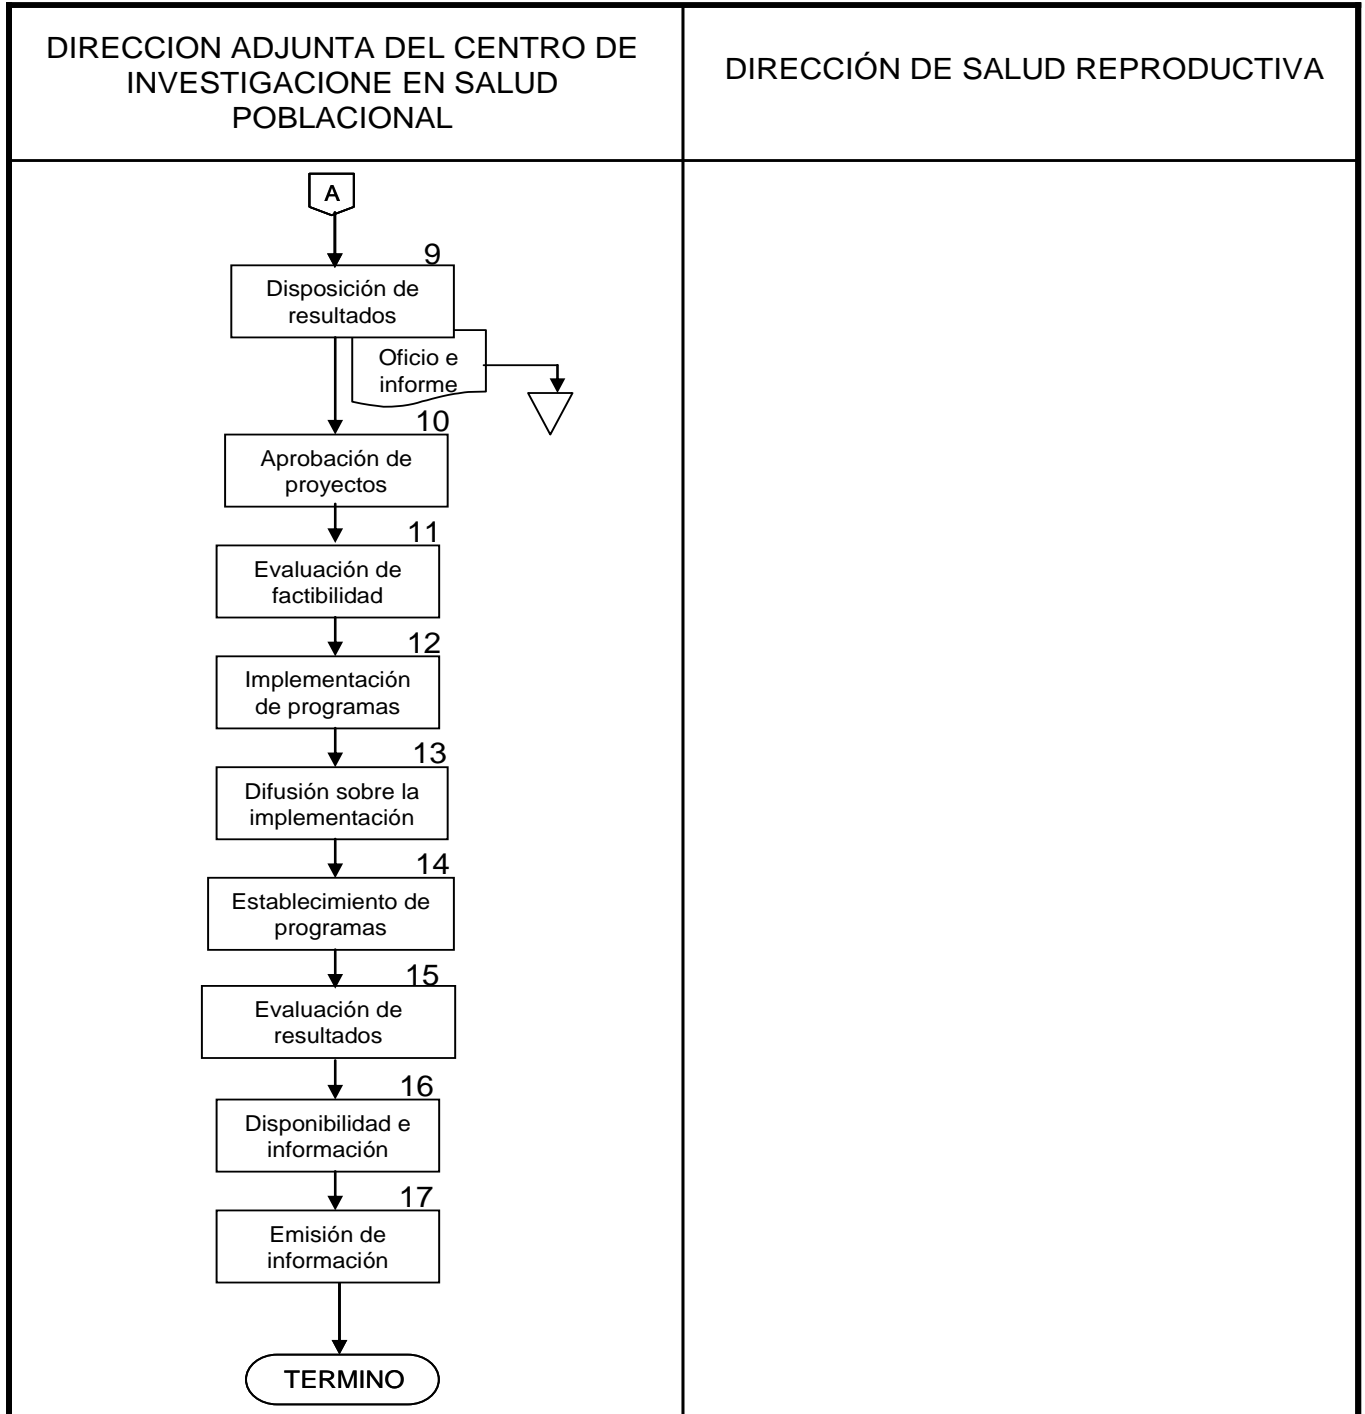 DIRECCION ADJUNTA DEL CENTRO DE
INVESTIGACIONE EN SALUD
POBLACIONAL
DIRECCIÓN DE SALUD REPRODUCTIVA
A
9
Disposición de
resultados
Oficio e
informe
10
Aprobación de
proyectos
11
Evaluación de
factibilidad
12
Implementación
de programas
13
Difusión sobre la
implementación
14
Establecimiento de
programas
15
Evaluación de
resultados
16
Disponibilidad e
información
17
Emisión de
información
TERMINO